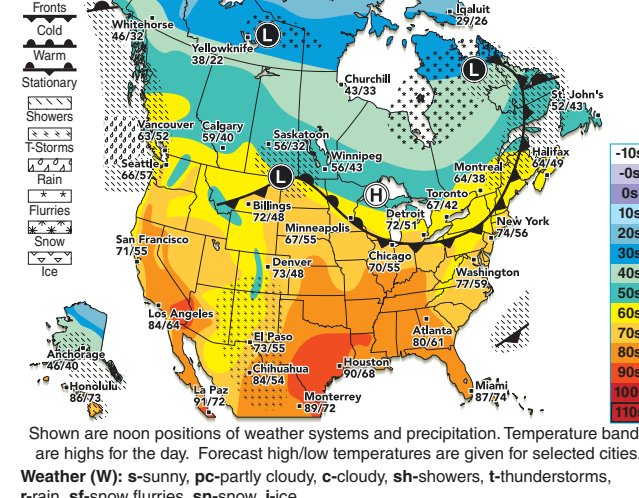 Fronts
Cold
Warm
Stationary
Showers
T-Storms
Rain
Flurries
Snow
Ice
Whitehorse
46/32
Yellowknife
38/22
L
Iqaluit
29/26
Churchill
43/33
L
St. John's
52/43
Vancouver
63/52
Calgary
59/40
Saskatoon
56/32
Winnipeg
56/43
Seattle
66/57
Montreal
64/38
Halifax
64/49
L
H
Billings
72/48
Toronto
67/42
Minneapolis
67/55
Detroit
72/51
New York
74/56
San Francisco
71/55
Denver
73/48
Chicago
70/55
Washington
77/59
Los Angeles
84/64
El Paso
73/55
Atlanta
80/61
Chihuahua
84/54
Houston
90/68
Anchorage
46/40
Honolulu
86/73
La Paz
91/72
Monterrey
89/72
Miami
87/74
-10s
-0s
0s
10s
20s
30s
40s
50s
60s
70s
80s
90s
100
110
Shown are noon positions of weather systems and precipitation. Temperature band
are highs for the day. Forecast high/low temperatures are given for selected cities.
Weather (W): s-sunny, pc-partly cloudy, c-cloudy, sh-showers, t-thunderstorms,
r-rain, sf-snow flurries, sn-snow, i-ice